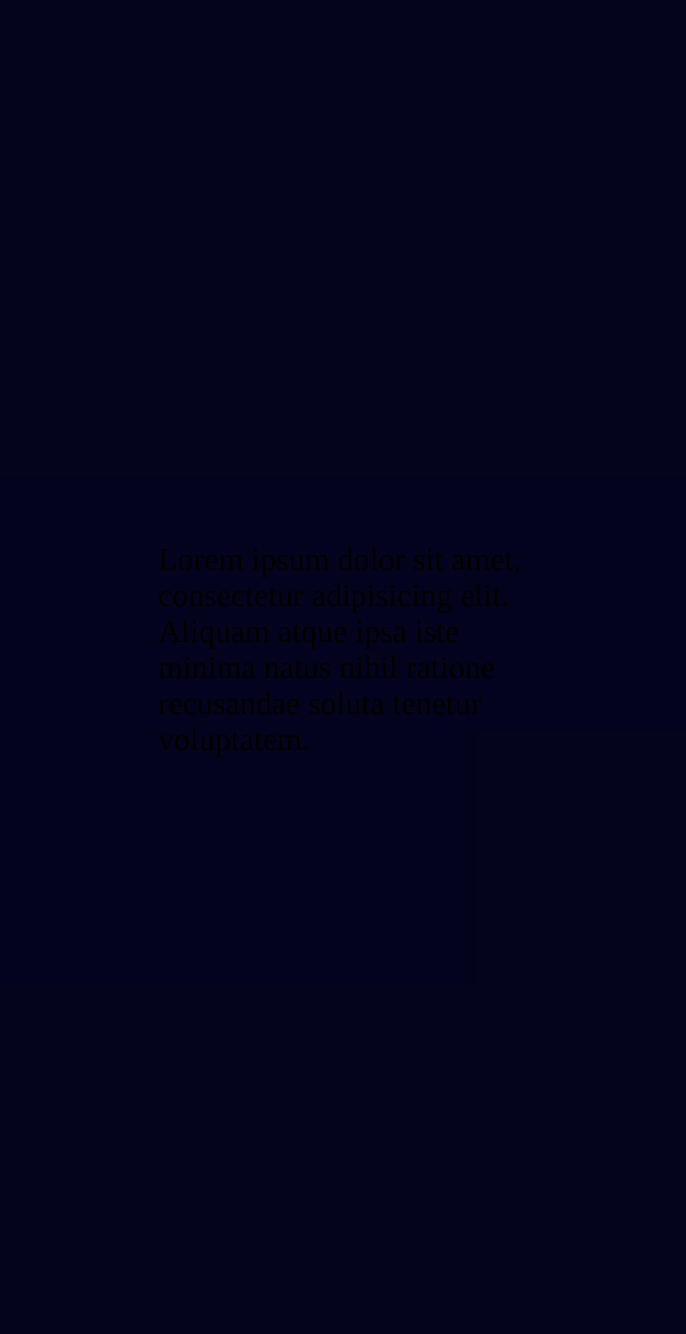 Lorem ipsum dolor sit amet,
consectetur adipisicing elit.
Aliquam atque ipsa iste
minima natus nihil ratione
recusandae soluta tenetur
voluptatem.